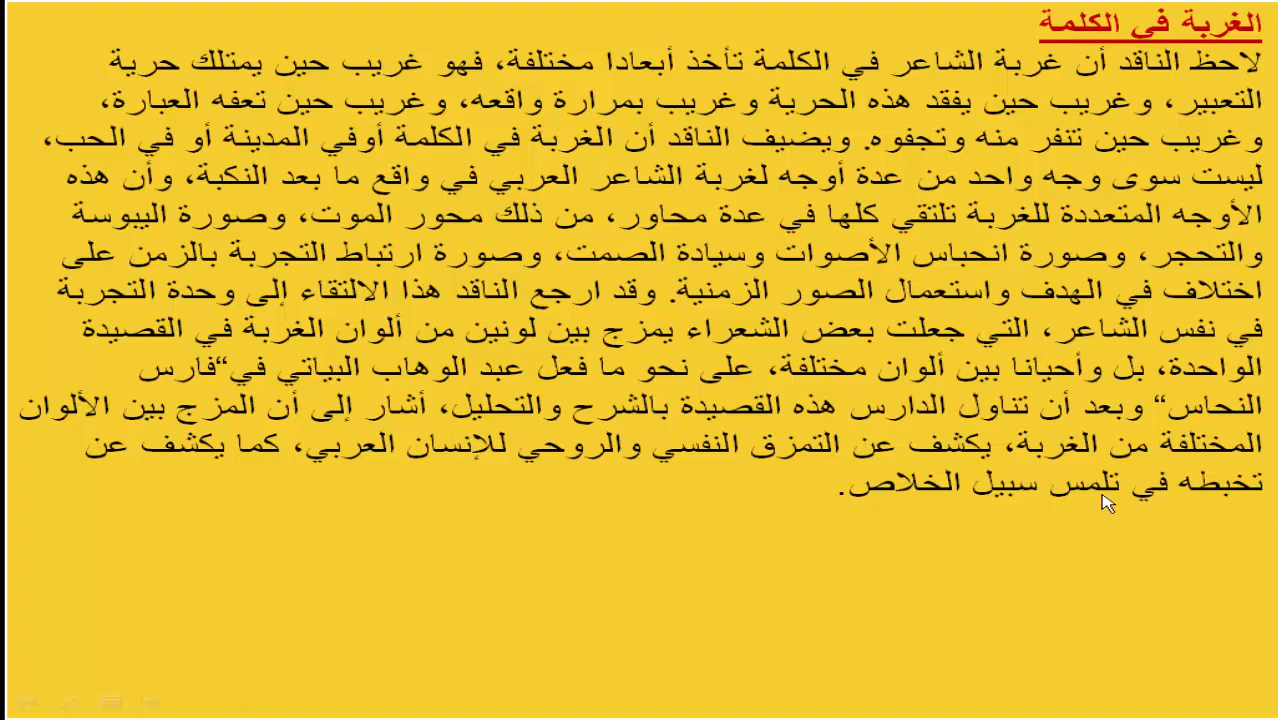 الغربة في الكلمة
لاحظ الناقد أن غربة الشاعر في الكلمة تأخذ أبعادا مختلفة، فهو غريب حين يمتلك حرية
التعبير، وغريب حين يفقد هذه الحرية وغريب بمرارة واقعه، وغريب حين تعفه العبارة،
وغريب حين تنفر منه وتجفوه. ويضيف الناقد أن الغربة في الكلمة أوفي المدينة أو في الحب،
ليست سوى وجه واحد من عدة أوجه لغربة الشاعر العربي في واقع ما بعد النكبة، وأن هذه
الأوجه المتعددة للغربة تلتقي كلها في عدة محاور، من ذلك محور الموت، وصورة اليبوسة
والتحجر، وصورة انحباس الأصوات وسيادة الصمت، وصورة ارتباط التجربة بالزمن على
اختلاف في الهدف واستعمال الصور الزمنية. وقد ارجع الناقد هذا الالتقاء إلى وحدة التجربة
في نفس الشاعر، التي جعلت بعض الشعراء يمزج بين لونين من ألوان الغربة في القصيدة
الواحدة، بل وأحيانا بين ألوان مختلفة، على نحو ما فعل عبد الوهاب البياتي في“فارس
النحاس“ وبعد أن تناول الدارس هذه القصيدة بالشرح والتحليل، أشار إلى أن المزج بين الألوان
المختلفة من الغربة، يكشف عن التمزق النفسي والروحي للإنسان العربي، كما يكشف عن
تخبطه في تلمس سبيل الخلاص.